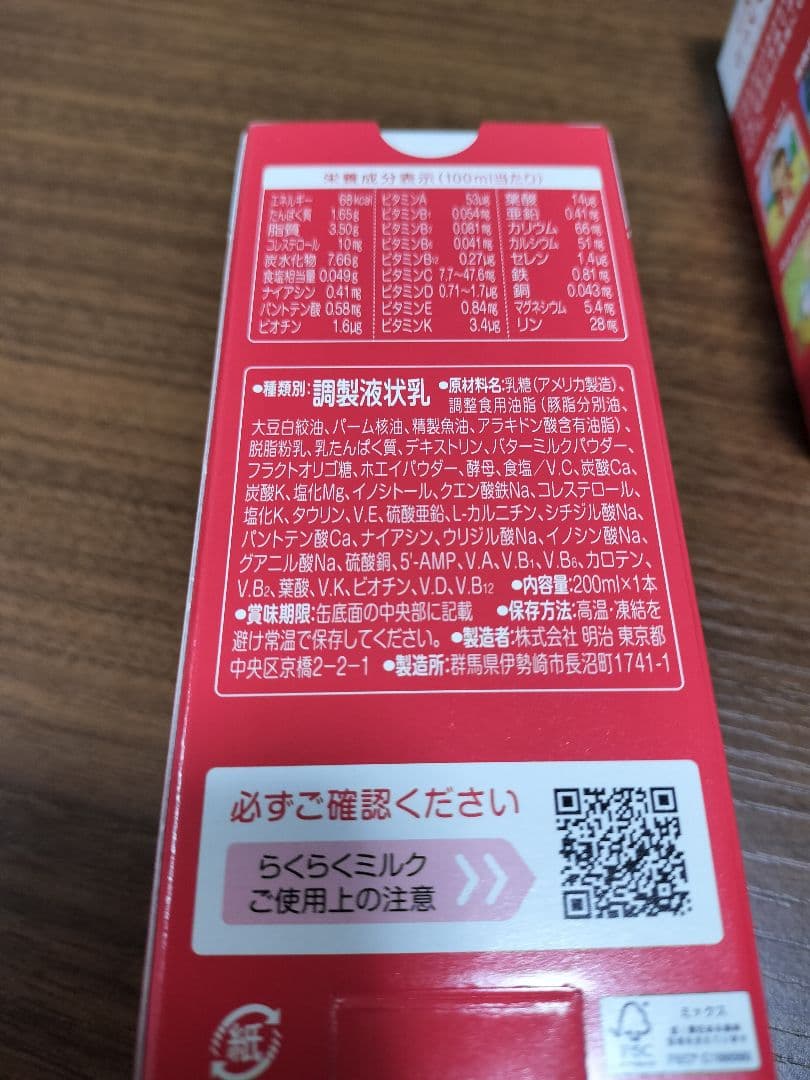 栄養成分表示(100ml当たり)
エネルギー 68kcal
たんぱく質 1.65g
脂質 3.50g
コレステロール 10mg
炭水化物 7.66g
食塩相当量 0.049g
ナイアシン 0.41mg
パントテン酸 0.58mg
ビオチン 1.6μg
ビタミンA 53μg
ビタミンB₁ 0.054mg
ビタミンB₂ 0.081mg
ビタミンB₆ 0.041mg
ビタミンB₁₂ 0.27μg
ビタミンC 7.7~47.6mg
ビタミンD 0.71~1.7μg
ビタミンE 0.84mg
ビタミンK 3.4μg
葉酸 14μg
亜鉛 0.41mg
カリウム 66mg
カルシウム 51mg
セレン 1.4μg
鉄 0.81mg
銅 0.043mg
マグネシウム 5.4mg
リン 28mg
●種類別:調製液状乳 ●原材料名:乳糖(アメリカ製造)、
調整食用油脂(豚脂分別油、
大豆白絞油、パーム核油、精製魚油、アラキドン酸含有油脂)、
脱脂粉乳、乳たんぱく質、デキストリン、バターミルクパウダー、
フラクトオリゴ糖、ホエイパウダー、酵母、食塩/V.C、炭酸Ca、
炭酸K、塩化Mg、イノシトール、クエン酸鉄Na、コレステロール、
塩化K、タウリン、V.E、硫酸亜鉛、L-カルニチン、シチジル酸Na、
パントテン酸Ca、ナイアシン、ウリジル酸Na、イノシン酸Na、
グアニル酸Na、硫酸銅、5'-AMP、V.A、V.B₁、V.B₆、カロテン、
V.B₂、葉酸、V.K、ビオチン、V.D、V.B₁₂ ●内容量:200ml×1本
●賞味期限:缶底面の中央部に記載 ●保存方法:高温・凍結を
避け常温で保存してください。 ●製造者:株式会社 明治 東京都
中央区京橋2-2-1 ●製造所:群馬県伊勢崎市長沼町1741-1
必ずご確認ください
らくらくミルク
ご使用上の注意
紙
ミックス
FSC